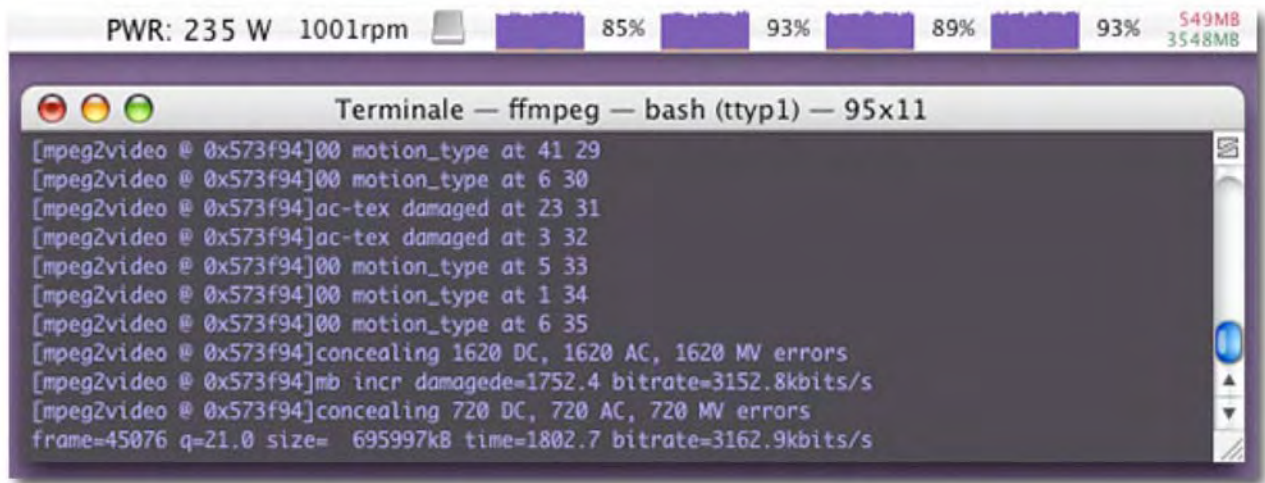 PWR: 235 W 1001rpm 85% 93% 89% 93% 549MB
3548MB
Terminale — ffmpeg — bash (ttyp1) — 95x11
[mpeg2video @ 0x573f94]00 motion_type at 41 29
[mpeg2video @ 0x573f94]00 motion_type at 6 30
[mpeg2video @ 0x573f94]ac-tex damaged at 23 31
[mpeg2video @ 0x573f94]ac-tex damaged at 3 32
[mpeg2video @ 0x573f94]00 motion_type at 5 33
[mpeg2video @ 0x573f94]00 motion_type at 1 34
[mpeg2video @ 0x573f94]00 motion_type at 6 35
[mpeg2video @ 0x573f94]concealing 1620 DC, 1620 AC, 1620 MV errors
[mpeg2video @ 0x573f94]mb incr damagede=1752.4 bitrate=3152.8kbits/s
[mpeg2video @ 0x573f94]concealing 720 DC, 720 AC, 720 MV errors
frame=45076 q=21.0 size=  695997kB time=1802.7 bitrate=3162.9kbits/s